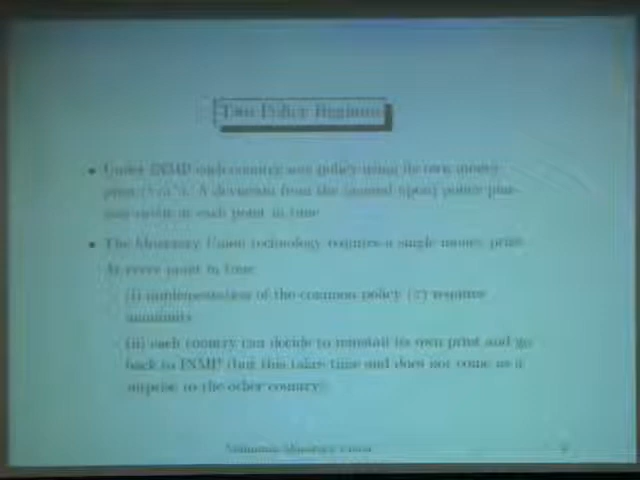 Two Policy Regimes
• Under INMP each country sets policy using its own money
print A deviation from the (agreed upon) policy
can occur at each point in time
• The Monetary Union technology requires a single money print.
At every point in time
(i) implementation of the common policy requires
unanimity
(ii) each country can decide to reinstall its own print and go
back to INMP (but this takes time and does not come as a
surprise to the other country)
Monetary Union